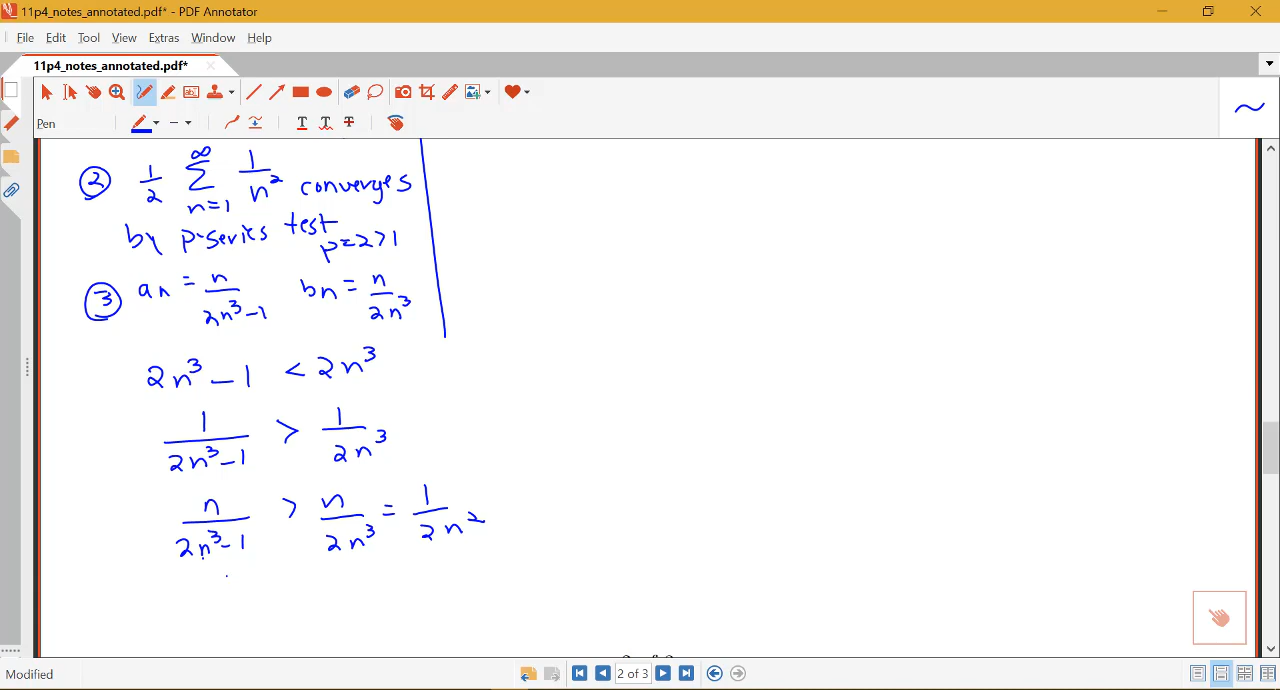 11p4_notes_annotated.pdf* - PDF Annotator
File Edit Tool View Extras Window Help
11p4_notes_annotated.pdf*
Pen
② 1/2 ∑_{n=1}^{∞} 1/n² converges
by p-series test
p=2>1
③ an = n/(2n³-1) bn = n/(2n³)
2n³ - 1 < 2n³
1/(2n³-1) > 1/(2n³)
n/(2n³-1) > n/(2n³) = 1/(2n²)
Modified
2 of 3